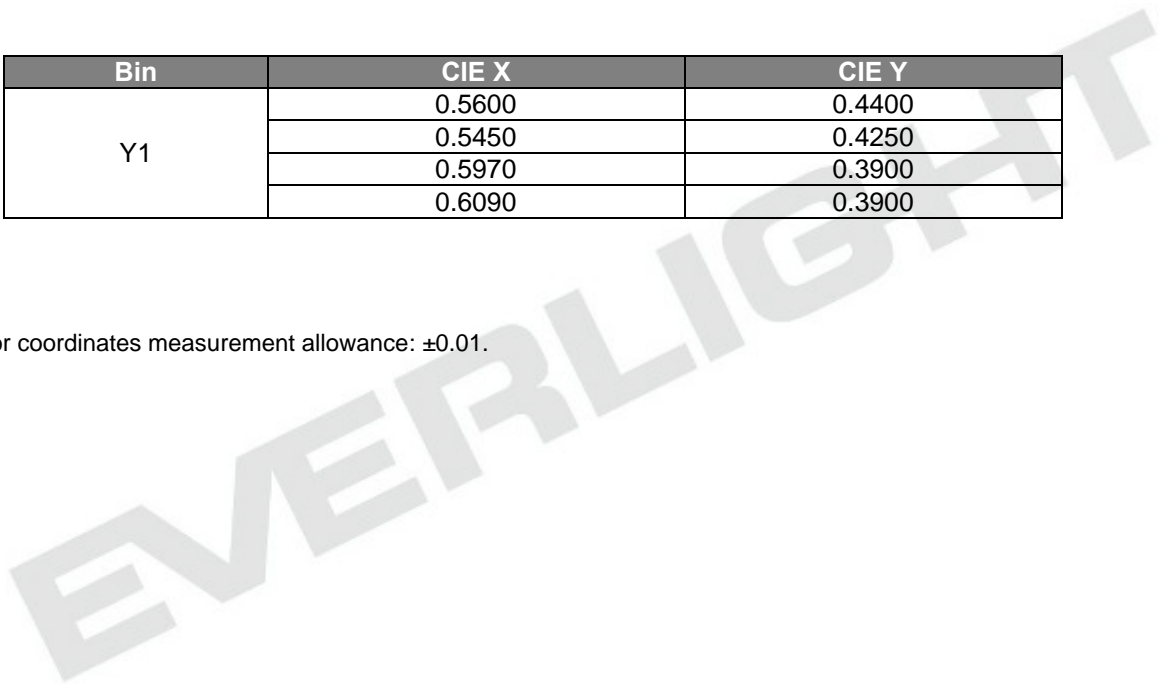 Bin CIE X CIE Y
Y1
0.5600 0.4400
0.5450 0.4250
0.5970 0.3900
0.6090 0.3900
coordinates measurement allowance: ±0.01.
EVERLIGHT